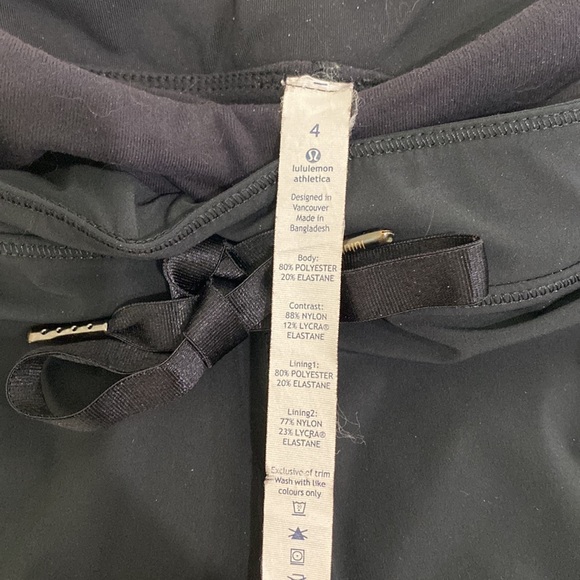 4
lululemon
athletica
Designed in
Vancouver
Made in
Bangladesh
Body:
80% POLYESTER
20% ELASTANE
Contrast:
88% NYLON
12% LYCRA®
ELASTANE
Lining1:
80% POLYESTER
20% ELASTANE
Lining2:
77% NYLON
23% LYCRA®
ELASTANE
Exclusive of trim
Wash with like
colours only